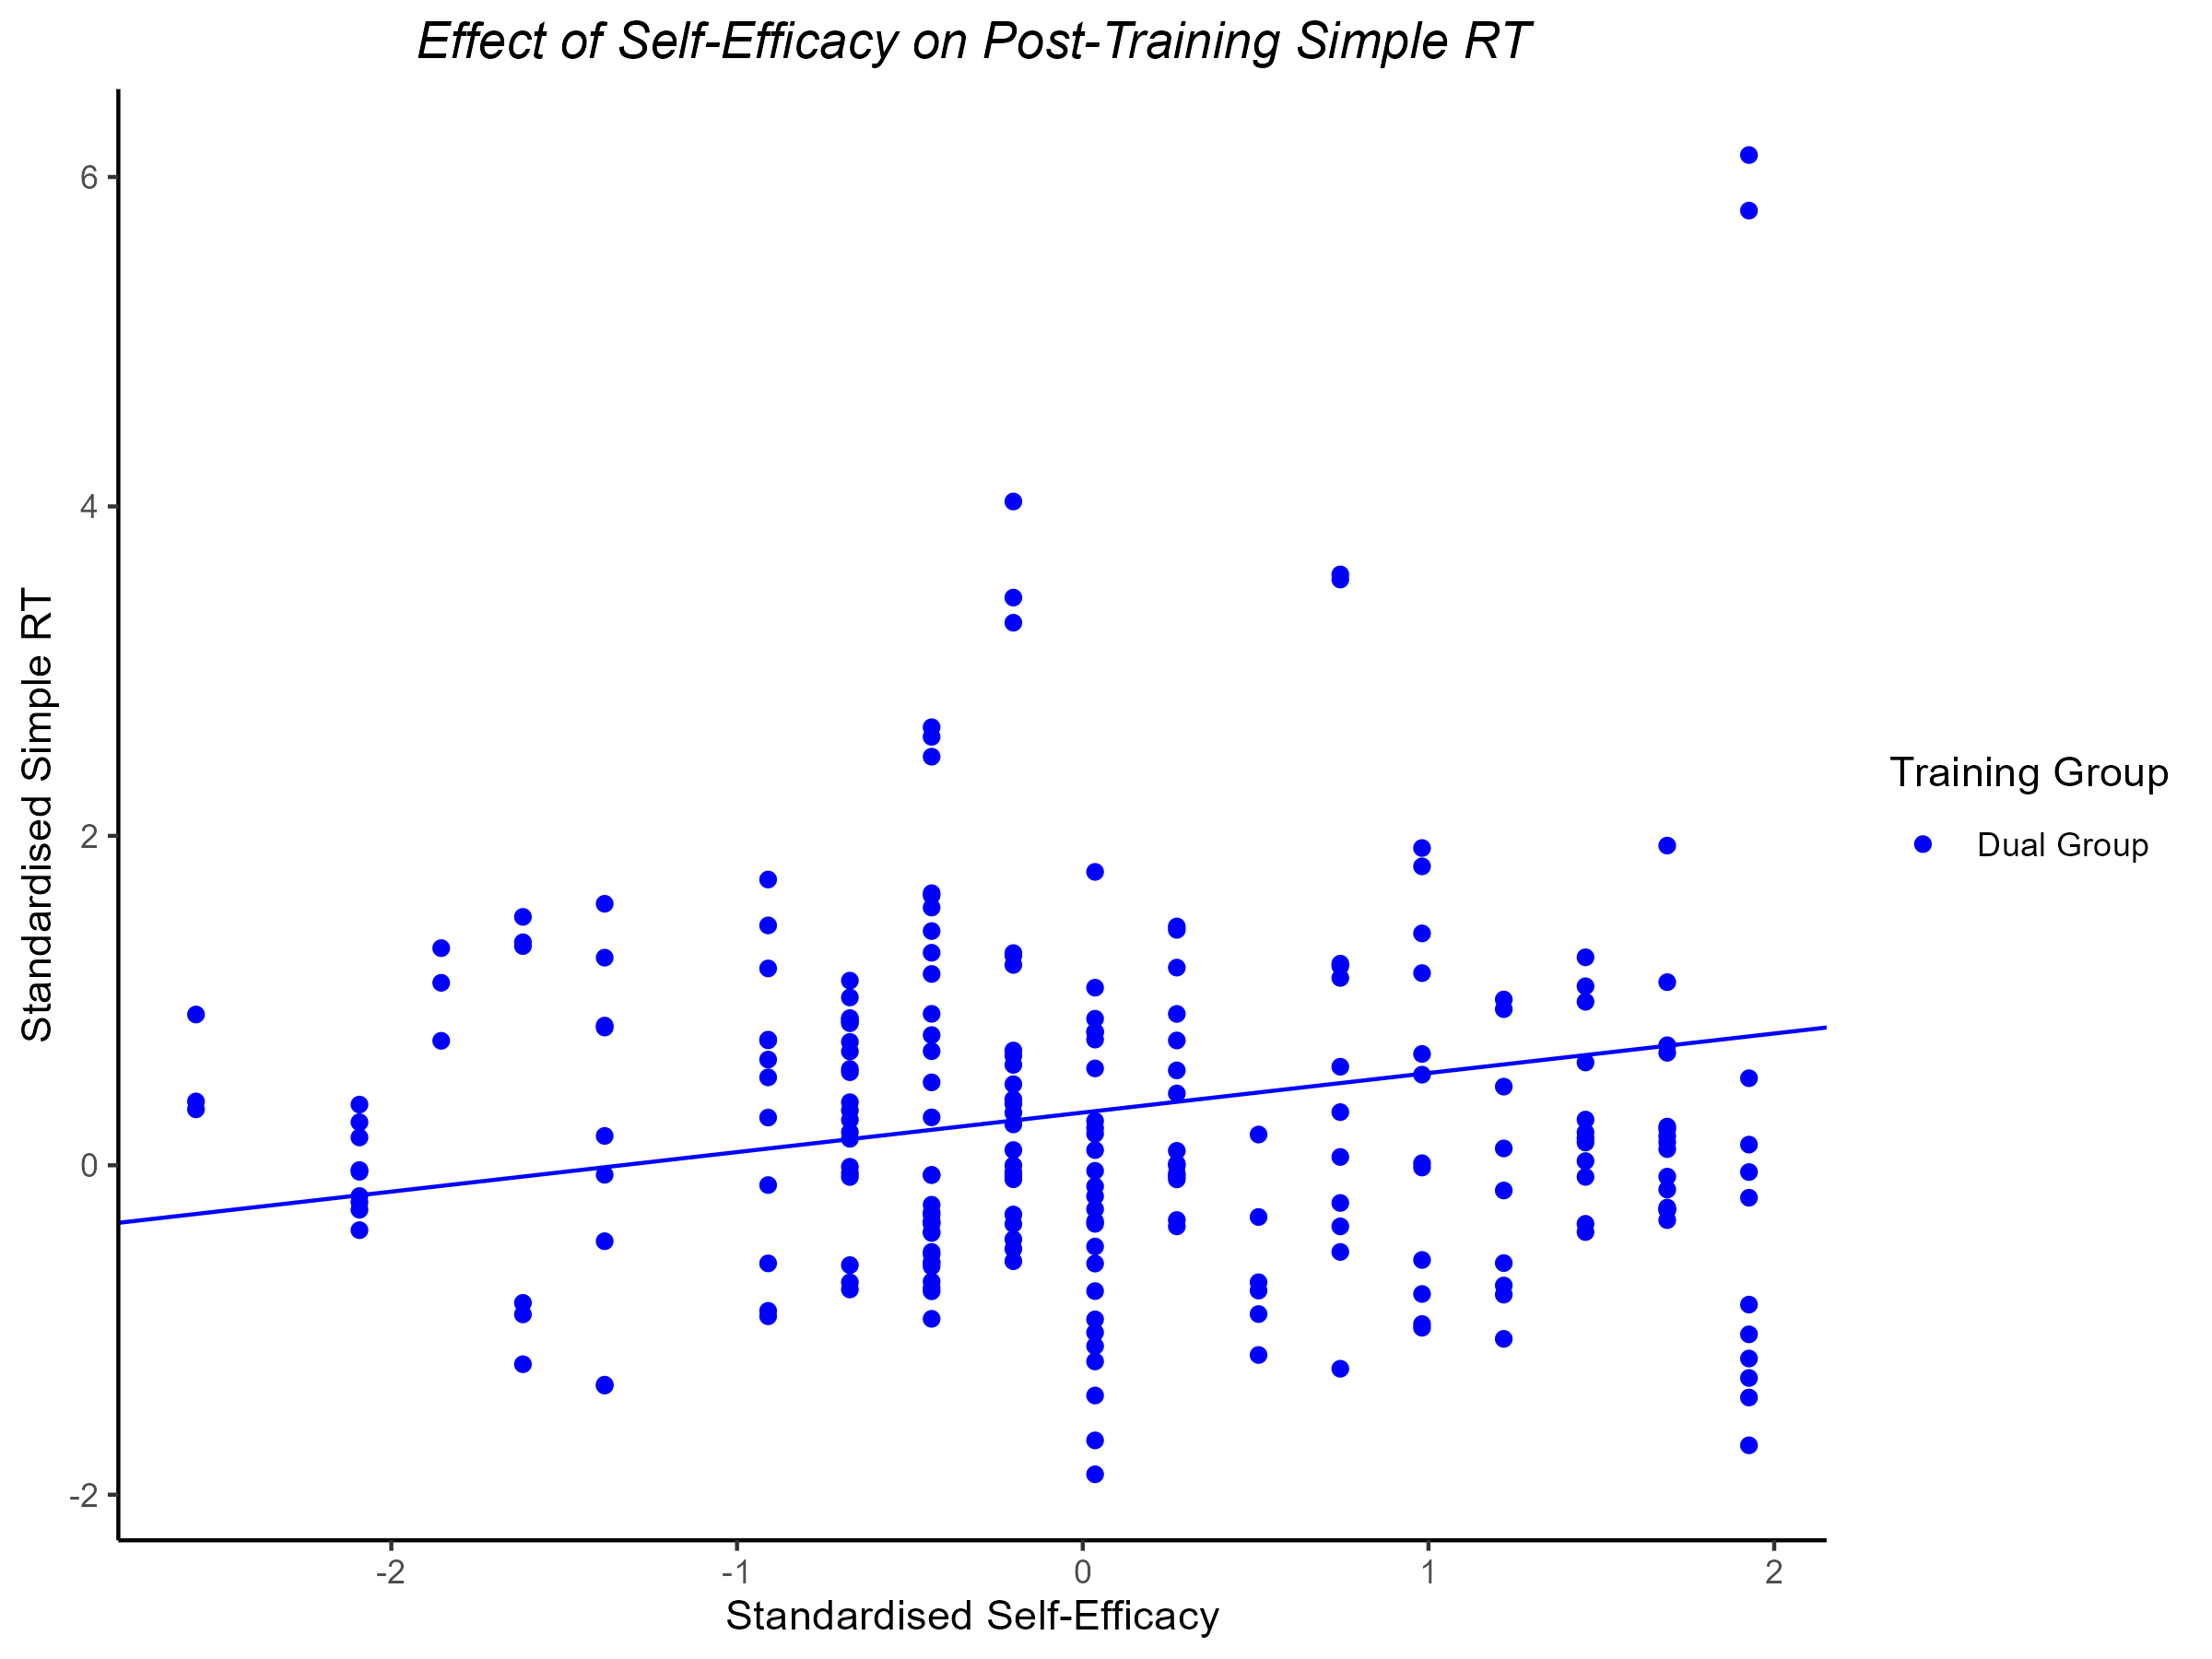 Effect of Self-Efficacy on Post-Training Simple RT
6
4
2
0
-2
Standardised Simple RT
-2
-1
0
1
2
Standardised Self-Efficacy
Training Group
Dual Group